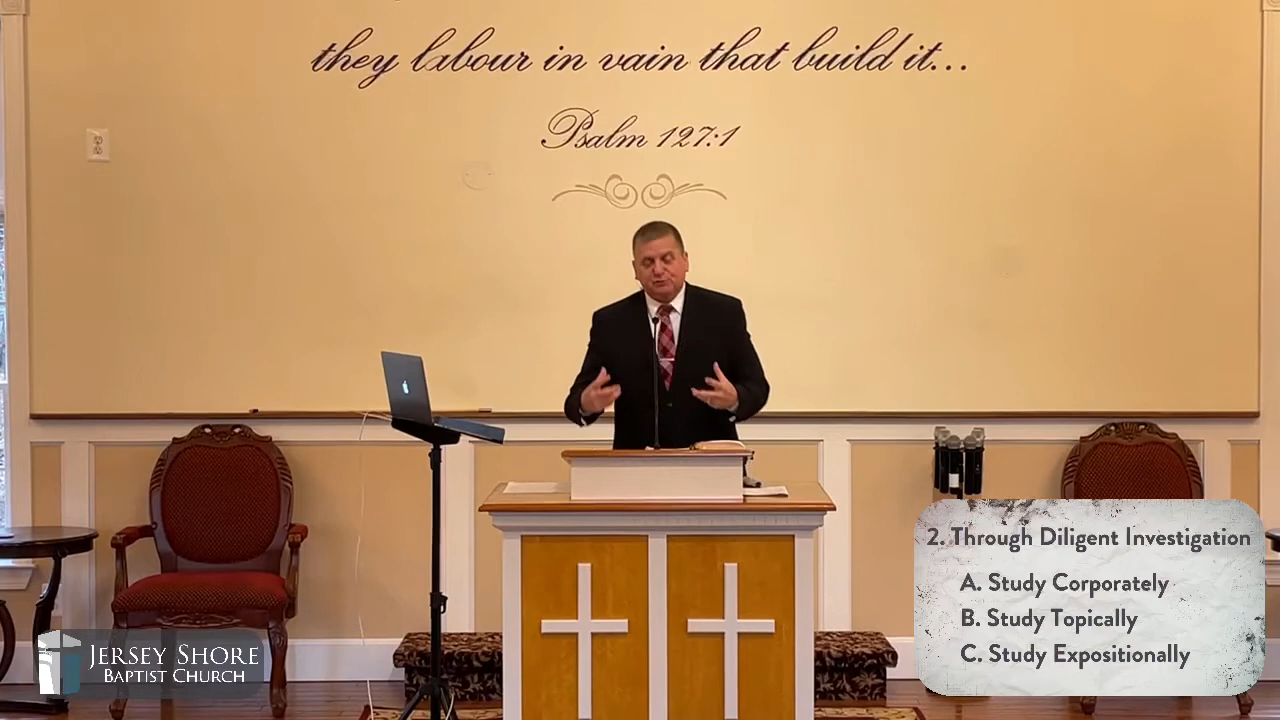 they labour in vain that build it...
Psalm 127:1
2. Through Diligent Investigation
A. Study Corporately
B. Study Topically
C. Study Expositionally
Jersey Shore
Baptist Church